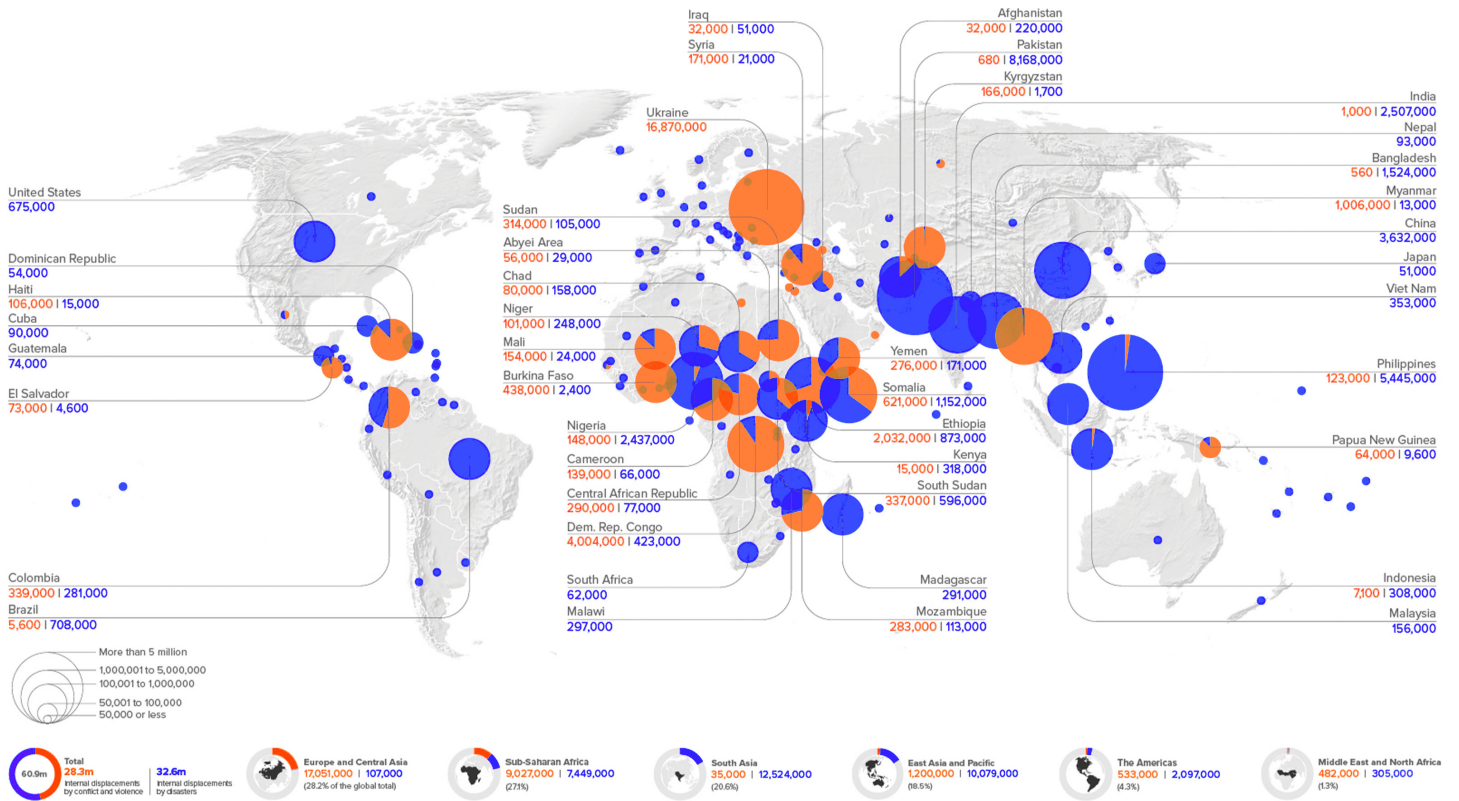 Iraq
32,000 | 51,000
Syria
171,000 | 21,000
Afghanistan
32,000 | 220,000
Pakistan
680 | 8,168,000
Kyrgyzstan
166,000 | 1,700
India
1,000 | 2,507,000
Nepal
93,000
Bangladesh
560 | 1,524,000
Myanmar
1,006,000 | 13,000
China
3,632,000
Japan
51,000
Viet Nam
353,000
Philippines
123,000 | 5,445,000
Papua New Guinea
64,000 | 9,600
Indonesia
7,100 | 308,000
Malaysia
156,000
Ukraine
16,870,000
United States
675,000
Dominican Republic
54,000
Haiti
106,000 | 15,000
Cuba
90,000
Guatemala
74,000
El Salvador
73,000 | 4,600
Colombia
339,000 | 281,000
Brazil
5,600 | 708,000
Sudan
314,000 | 105,000
Abyei Area
56,000 | 29,000
Chad
80,000 | 158,000
Niger
101,000 | 248,000
Mali
154,000 | 24,000
Burkina Faso
438,000 | 2,400
Nigeria
148,000 | 2,437,000
Cameroon
139,000 | 66,000
Central African Republic
290,000 | 77,000
Dem. Rep. Congo
4,004,000 | 423,000
South Africa
62,000
Malawi
297,000
Yemen
276,000 | 171,000
Somalia
621,000 | 1,152,000
Ethiopia
2,032,000 | 873,000
Kenya
15,000 | 318,000
South Sudan
337,000 | 596,000
Madagascar
291,000
Mozambique
283,000 | 113,000
More than 5 million
1,000,001 to 5,000,000
100,001 to 1,000,000
50,001 to 100,000
50,000 or less
60.9m
Total
28.3m
Internal displacements
by conflict and violence
32.6m
Internal displacements
by disasters
Europe and Central Asia
17,051,000 | 107,000
(28.2% of the global total)
Sub-Saharan Africa
9,027,000 | 7,449,000
(27.1%)
South Asia
35,000 | 12,524,000
(20.6%)
East Asia and Pacific
1,200,000 | 10,079,000
(18.5%)
The Americas
533,000 | 2,097,000
(4.3%)
Middle East and North Africa
482,000 | 305,000
(1.3%)